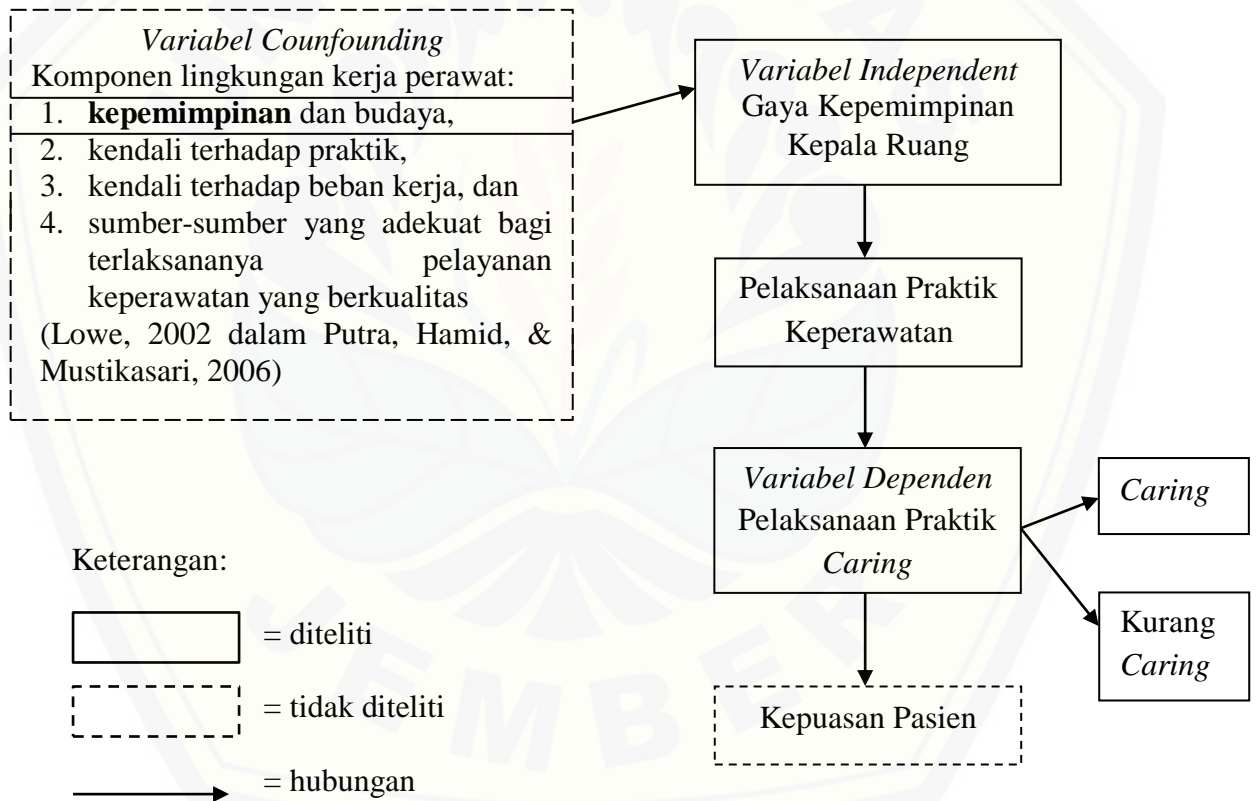 Variabel Counfounding
Komponen lingkungan kerja perawat:
1. kepemimpinan dan budaya,
2. kendali terhadap praktik,
3. kendali terhadap beban kerja, dan
4. sumber-sumber yang adekuat bagi
terlaksananya pelayanan
keperawatan yang berkualitas
(Lowe, 2002 dalam Putra, Hamid, &
Mustikasari, 2006)
Variabel Independent
Gaya Kepemimpinan
Kepala Ruang
Pelaksanaan Praktik
Keperawatan
Variabel Dependen
Pelaksanaan Praktik
Caring
Caring
Kurang
Caring
Kepuasan Pasien
Keterangan:
= diteliti
= tidak diteliti
= hubungan
JEMBER